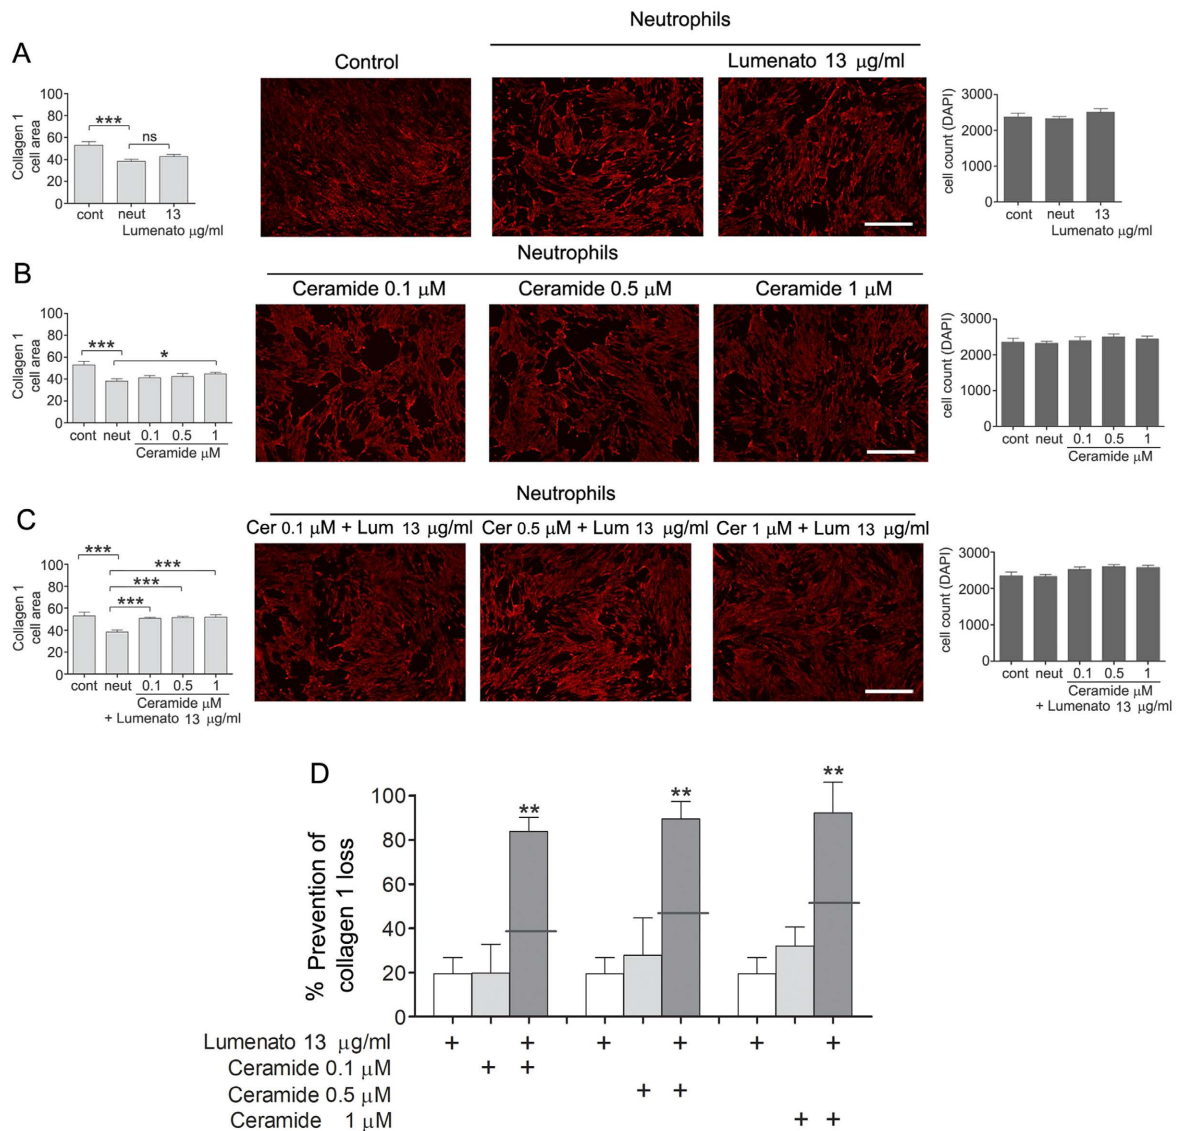 Neutrophils
A
Control
Lumenato 13 μg/ml
Collagen 1
cell area
100
80
60
40
20
0
***
ns
cont neut 13
Lumenato μg/ml
cell count (DAPI)
3000
2000
1000
0
cont neut 13
Lumenato μg/ml
Neutrophils
B
Ceramide 0.1 μM Ceramide 0.5 μM Ceramide 1 μM
Collagen 1
cell area
100
80
60
40
20
0
***
*
cont neut 0.1 0.5 1
Ceramide μM
cell count (DAPI)
3000
2000
1000
0
cont neut 0.1 0.5 1
Ceramide μM
Neutrophils
C
Cer 0.1 μM + Lum 13 μg/ml Cer 0.5 μM + Lum 13 μg/ml Cer 1 μM + Lum 13 μg/ml
Collagen 1
cell area
100
80
60
40
20
0
***
***
***
***
cont neut 0.1 0.5 1
Ceramide μM
+ Lumenato 13 μg/ml
cell count (DAPI)
3000
2000
1000
0
cont neut 0.1 0.5 1
Ceramide μM
+ Lumenato 13 μg/ml
D
% Prevention of
collagen 1 loss
100
80
60
40
20
0
** ** **
Lumenato 13 μg/ml + + + + + +
Ceramide 0.1 μM + +
Ceramide 0.5 μM + +
Ceramide 1 μM + +